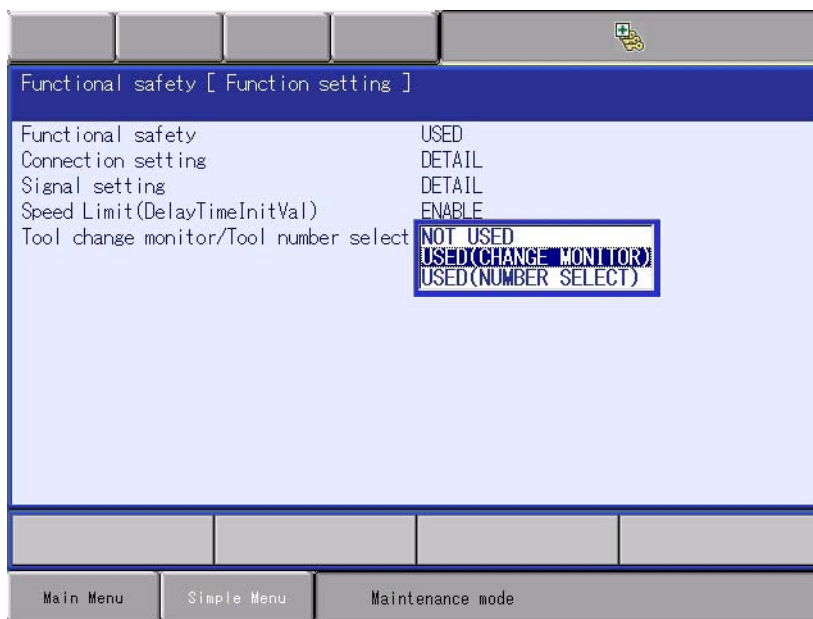 Functional safety [ Function setting ]
Functional safety USED
Connection setting DETAIL
Signal setting DETAIL
Speed Limit(DelayTimeInitVal) ENABLE
Tool change monitor/Tool number select NOT USED
USED(CHANGE MONITOR)
USED(NUMBER SELECT)
Main Menu Simple Menu Maintenance mode